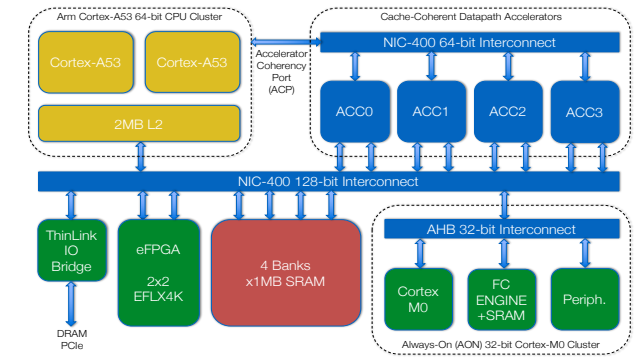 Arm Cortex-A53 64-bit CPU Cluster
Cache-Coherent Datapath Accelerators
Cortex-A53
Cortex-A53
2MB L2
Accelerator
Coherency
Port
(ACP)
NIC-400 64-bit Interconnect
ACC0
ACC1
ACC2
ACC3
NIC-400 128-bit Interconnect
ThinLink
IO
Bridge
eFPGA
2x2
EFLX4K
4 Banks
x1MB SRAM
AHB 32-bit Interconnect
Cortex
M0
FC
ENGINE
+SRAM
Periph.
DRAM
PCIe
Always-On (AON) 32-bit Cortex-M0 Cluster